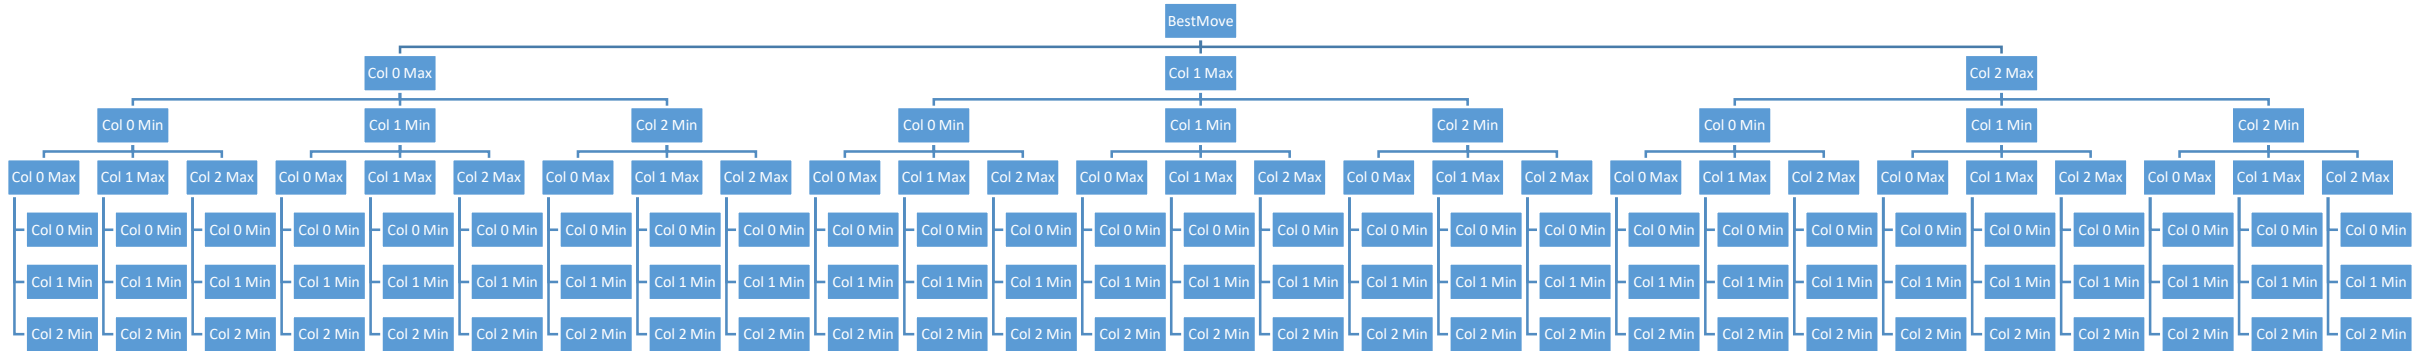 BestMove
Col 0 Max Col 1 Max Col 2 Max
Col 0 Min Col 1 Min Col 2 Min Col 0 Min Col 1 Min Col 2 Min Col 0 Min Col 1 Min Col 2 Min
Col 0 Max Col 1 Max Col 2 Max Col 0 Max Col 1 Max Col 2 Max Col 0 Max Col 1 Max Col 2 Max Col 0 Max Col 1 Max Col 2 Max Col 0 Max Col 1 Max Col 2 Max Col 0 Max Col 1 Max Col 2 Max Col 0 Max Col 1 Max Col 2 Max Col 0 Max Col 1 Max Col 2 Max Col 0 Max Col 1 Max Col 2 Max
Col 0 Min Col 0 Min Col 0 Min Col 0 Min Col 0 Min Col 0 Min Col 0 Min Col 0 Min Col 0 Min Col 0 Min Col 0 Min Col 0 Min Col 0 Min Col 0 Min Col 0 Min Col 0 Min Col 0 Min Col 0 Min Col 0 Min Col 0 Min Col 0 Min Col 0 Min Col 0 Min Col 0 Min Col 0 Min Col 0 Min Col 0 Min
Col 1 Min Col 1 Min Col 1 Min Col 1 Min Col 1 Min Col 1 Min Col 1 Min Col 1 Min Col 1 Min Col 1 Min Col 1 Min Col 1 Min Col 1 Min Col 1 Min Col 1 Min Col 1 Min Col 1 Min Col 1 Min Col 1 Min Col 1 Min Col 1 Min Col 1 Min Col 1 Min Col 1 Min Col 1 Min Col 1 Min Col 1 Min
Col 2 Min Col 2 Min Col 2 Min Col 2 Min Col 2 Min Col 2 Min Col 2 Min Col 2 Min Col 2 Min Col 2 Min Col 2 Min Col 2 Min Col 2 Min Col 2 Min Col 2 Min Col 2 Min Col 2 Min Col 2 Min Col 2 Min Col 2 Min Col 2 Min Col 2 Min Col 2 Min Col 2 Min Col 2 Min Col 2 Min Col 2 Min